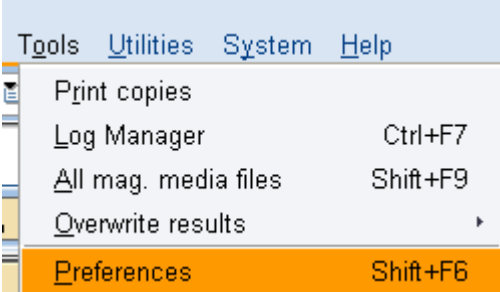 Tools Utilities System Help
Print copies
Log Manager Ctrl+F7
All mag. media files Shift+F9
Overwrite results
Preferences Shift+F6